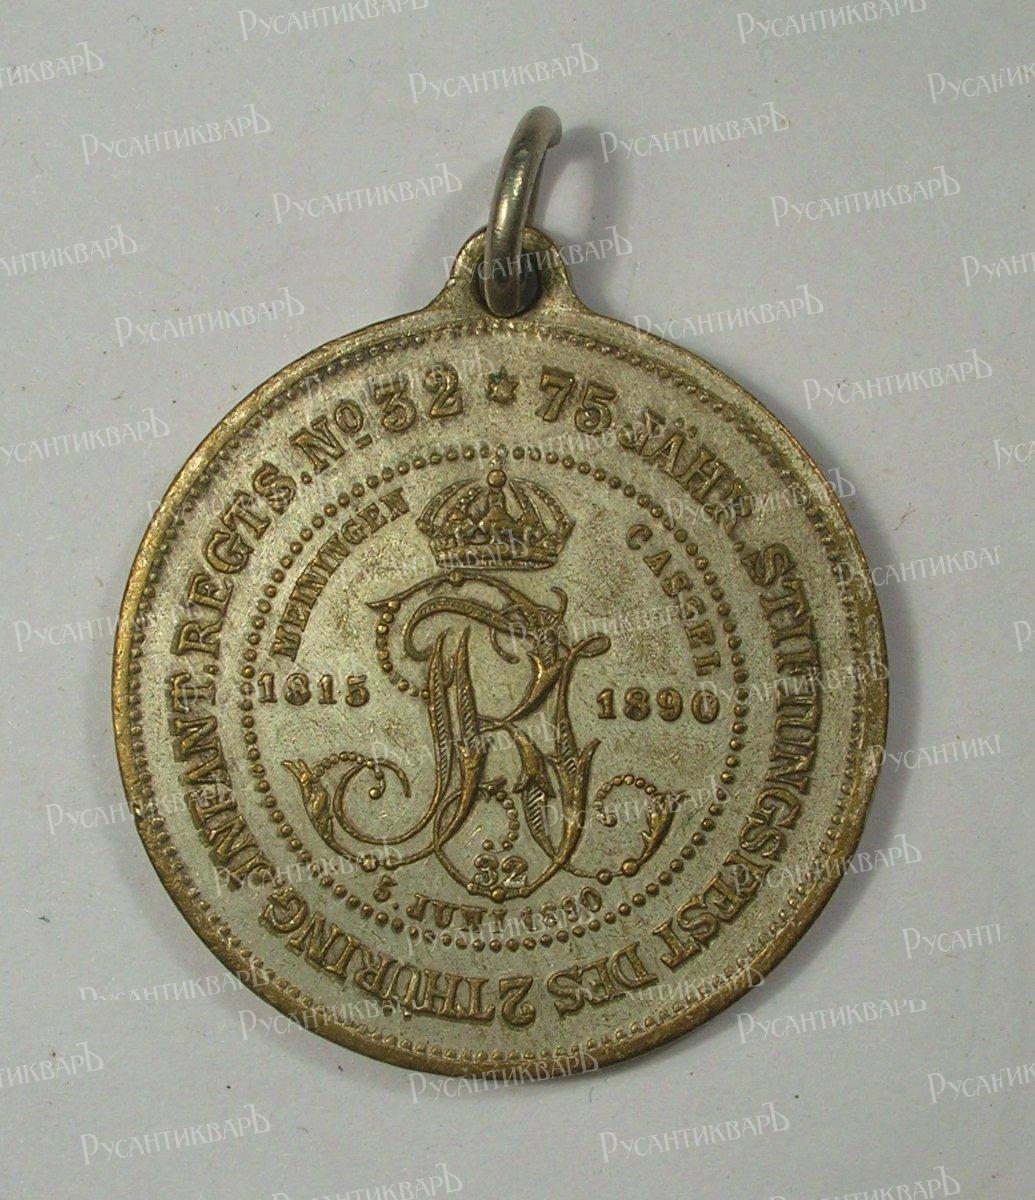 75 JÄHR. STIFTUNGSFEST DES 2 THÜRING. INFANT. REGTS. No 32
MEININGEN
CASSEL
1815
1890
32
5. JUNI 1890
РусантикварЪ